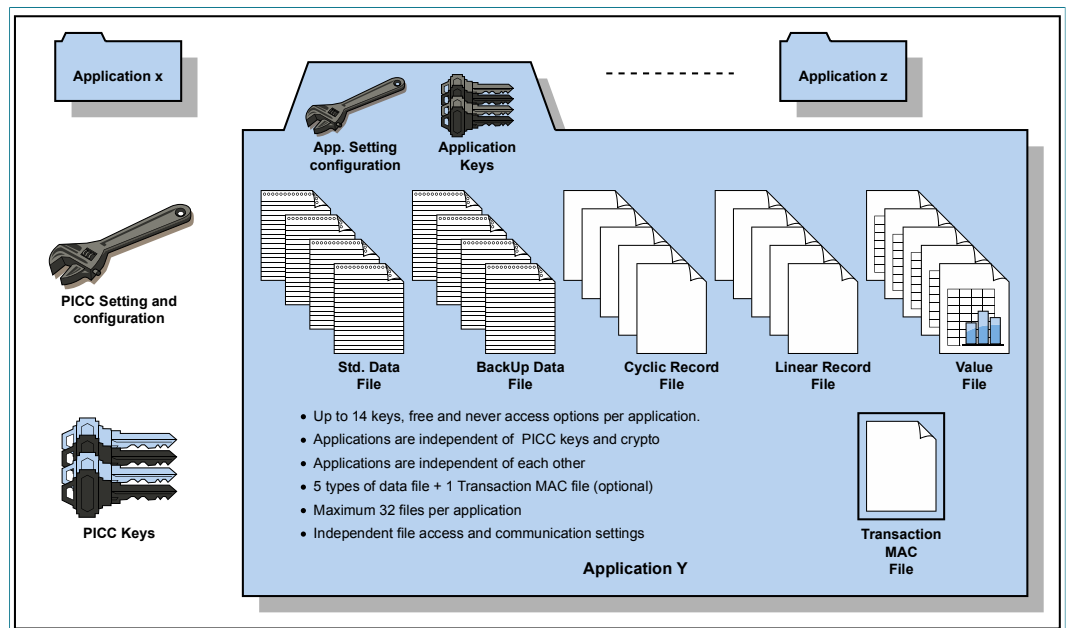 Application x
Application z
App. Setting
configuration
Application
Keys
PICC Setting and
configuration
Std. Data
File
BackUp Data
File
Cyclic Record
File
Linear Record
File
Value
File
• Up to 14 keys, free and never access options per application.
• Applications are independent of PICC keys and crypto
• Applications are independent of each other
• 5 types of data file + 1 Transaction MAC file (optional)
• Maximum 32 files per application
• Independent file access and communication settings
PICC Keys
Transaction
MAC
File
Application Y